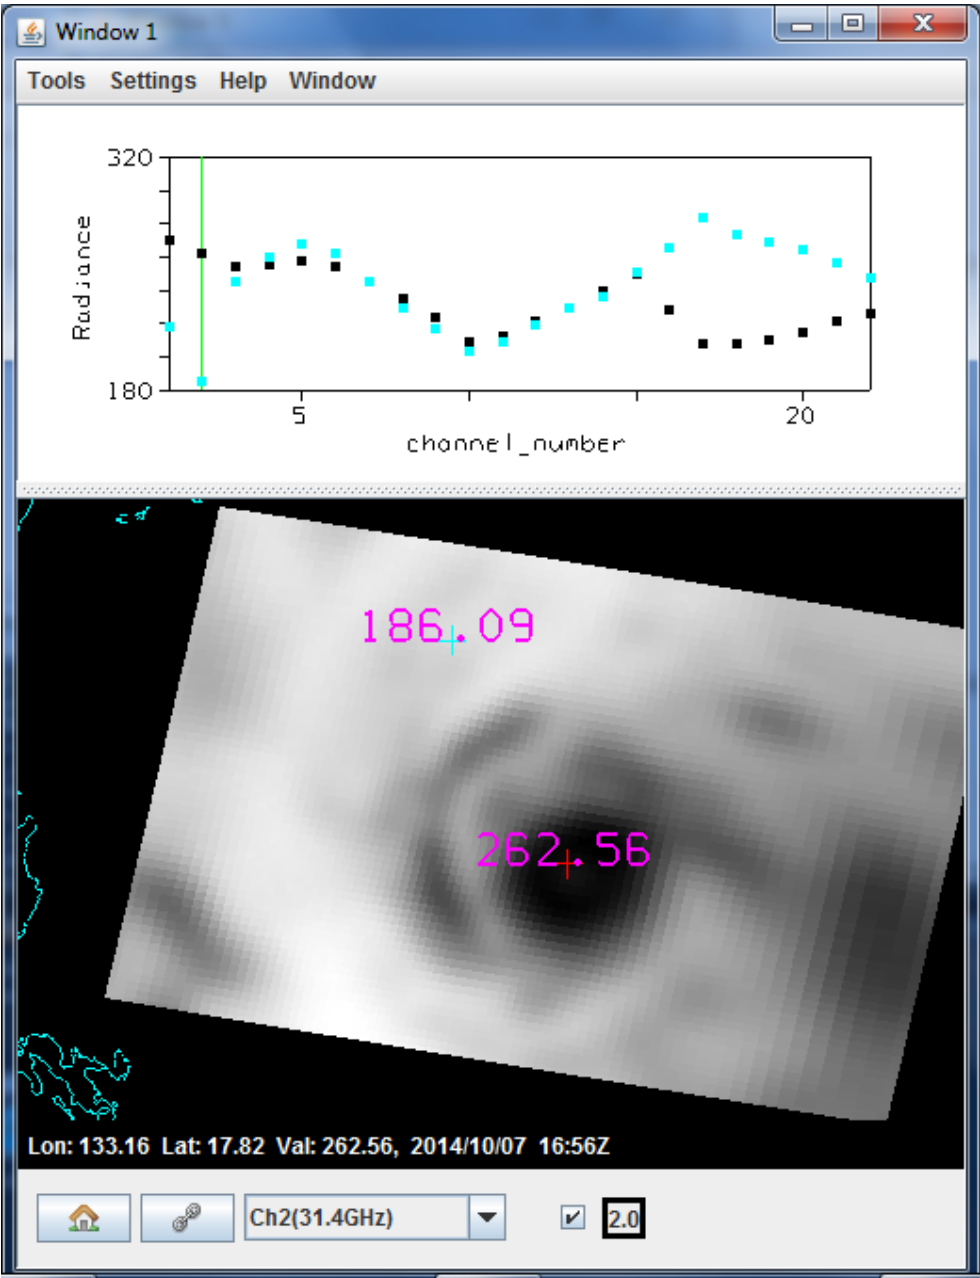 Window 1
Tools Settings Help Window
320
Radiance
180
5 20
channel_number
186.09
262.56
Lon: 133.16 Lat: 17.82 Val: 262.56, 2014/10/07 16:56Z
Ch2(31.4GHz) 2.0